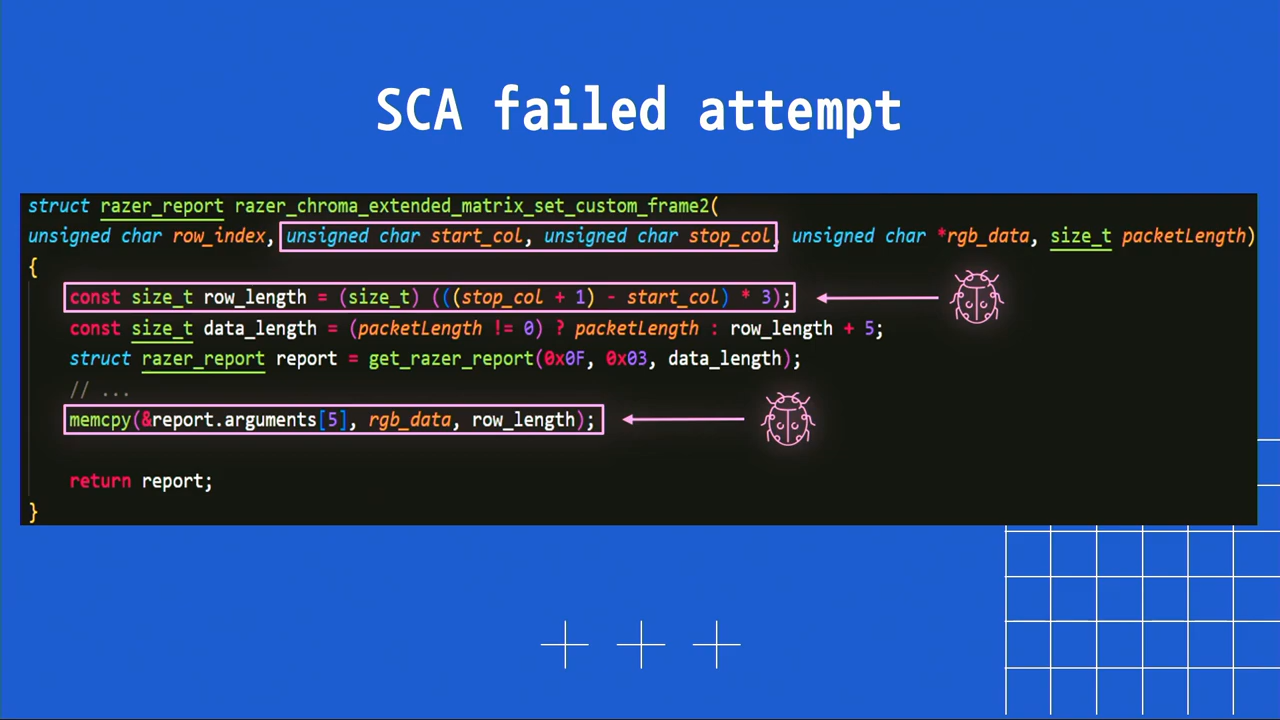 SCA failed attempt
struct razer_report razer_chroma_extended_matrix_set_custom_frame2(
unsigned char row_index, unsigned char start_col, unsigned char stop_col, unsigned char *rgb_data, size_t packetLength)
{
const size_t row_length = (size_t) (((stop_col + 1) - start_col) * 3);
const size_t data_length = (packetLength != 0) ? packetLength : row_length + 5;
struct razer_report report = get_razer_report(0x0F, 0x03, data_length);
// ...
memcpy(&report.arguments[5], rgb_data, row_length);
return report;
}